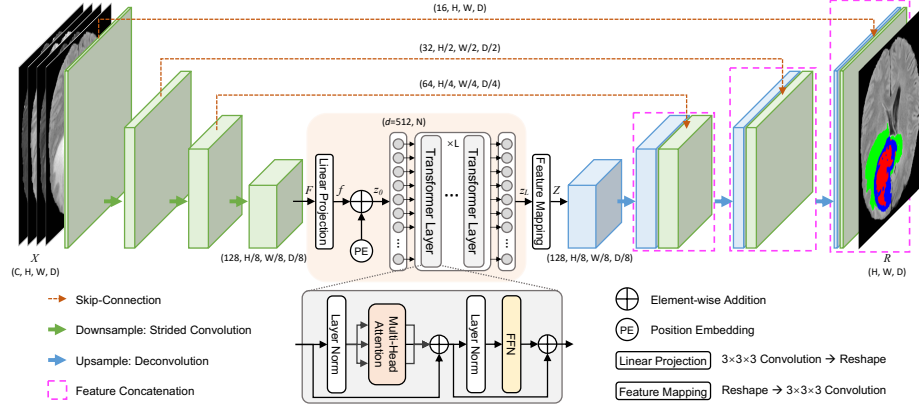 (16, H, W, D)
(32, H/2, W/2, D/2)
(64, H/4, W/4, D/4)
(d=512, N)
X
(C, H, W, D)
(128, H/8, W/8, D/8)
F
Linear Projection
f
PE
z₀
Transformer Layer
×L
...
Transformer Layer
z_L
Feature Mapping
Z
(128, H/8, W/8, D/8)
R
(H, W, D)
Layer Norm
Multi-Head
Attention
Layer Norm
FFN
Skip-Connection
Downsample: Strided Convolution
Upsample: Deconvolution
Feature Concatenation
Element-wise Addition
PE Position Embedding
Linear Projection 3×3×3 Convolution → Reshape
Feature Mapping Reshape → 3×3×3 Convolution